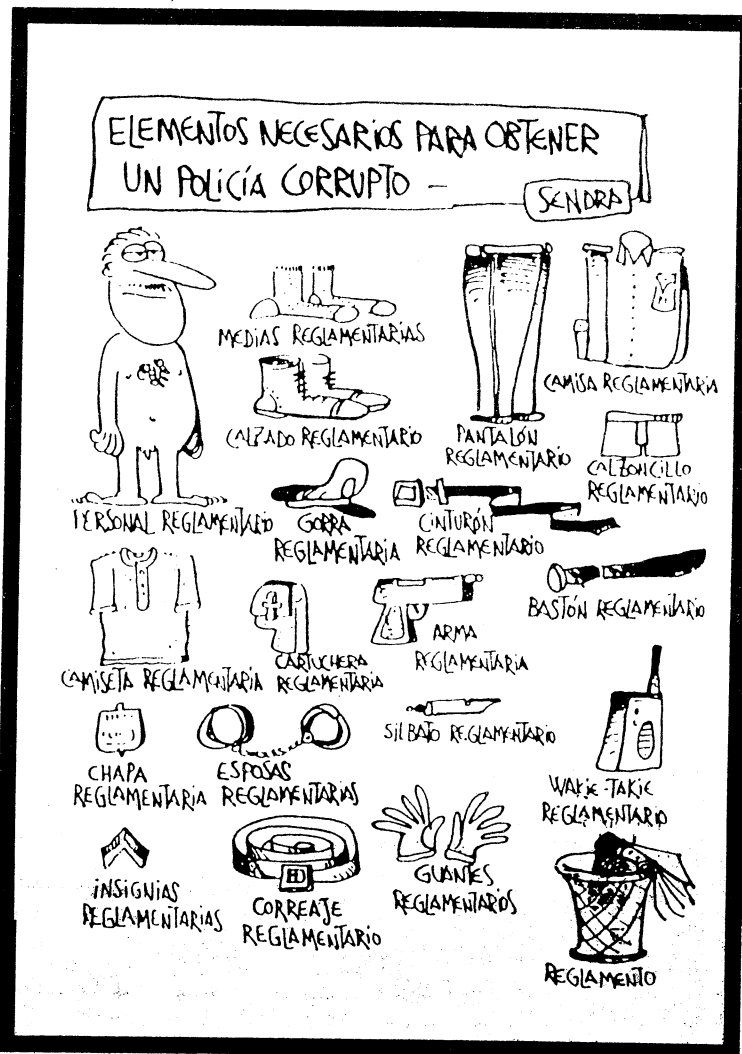 ELEMENTOS NECESARIOS PARA OBTENER
UN POLICÍA CORRUPTO –
SENDRA
MEDIAS REGLAMENTARIAS
CAMISA REGLAMENTARIA
CALZADO REGLAMENTARIO
PANTALÓN
REGLAMENTARIO
CALZONCILLO
REGLAMENTARIO
PERSONAL REGLAMENTARIO
GORRA
REGLAMENTARIA
CINTURÓN
REGLAMENTARIO
BASTÓN REGLAMENTARIO
CAMISETA REGLAMENTARIA
CARTUCHERA
REGLAMENTARIA
ARMA
REGLAMENTARIA
SILBATO REGLAMENTARIO
CHAPA
REGLAMENTARIA
ESPOSAS
REGLAMENTARIAS
WAKIE-TAKIE
REGLAMENTARIO
INSIGNIAS
REGLAMENTARIAS
CORREAJE
REGLAMENTARIO
GUANTES
REGLAMENTARIOS
REGLAMENTO